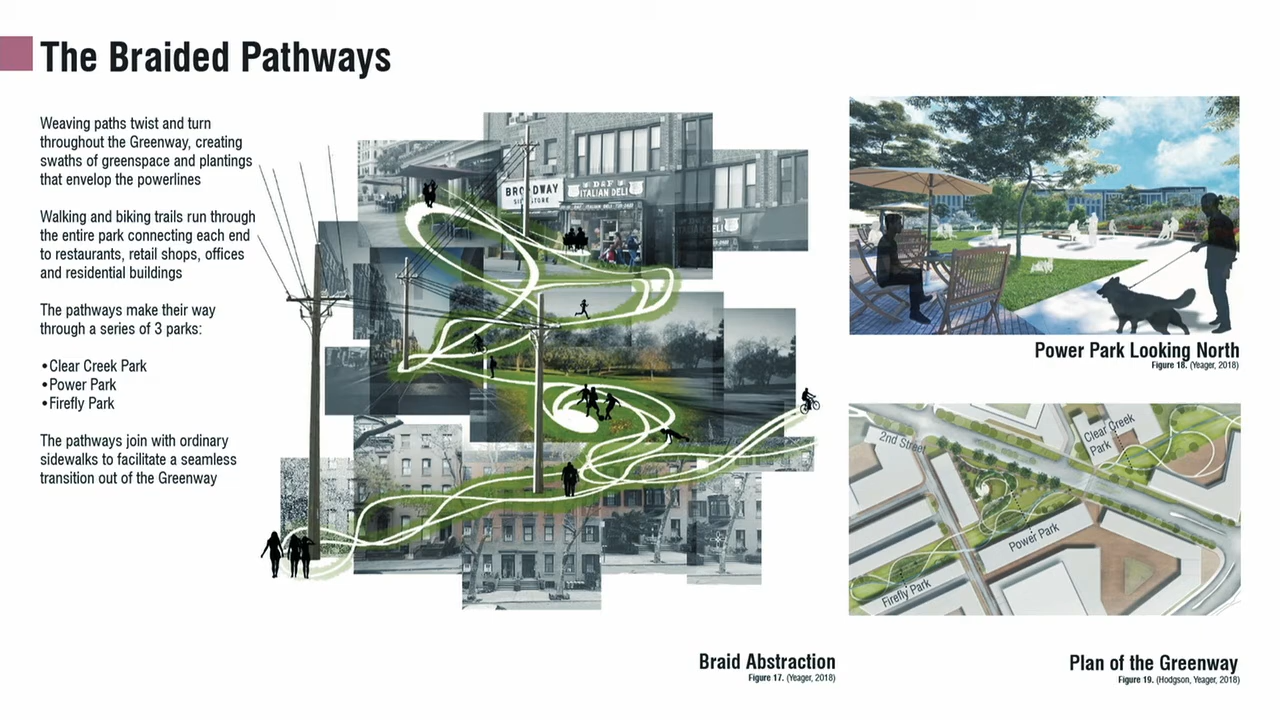 The Braided Pathways
Weaving paths twist and turn
throughout the Greenway, creating
swaths of greenspace and plantings
that envelop the powerlines
Walking and biking trails run through
the entire park connecting each end
to restaurants, retail shops, offices
and residential buildings
The pathways make their way
through a series of 3 parks:
•Clear Creek Park
•Power Park
•Firefly Park
The pathways join with ordinary
sidewalks to facilitate a seamless
transition out of the Greenway
BROADWAY
D&F
ITALIAN DELI
Braid Abstraction
Figure 17. (Yeager, 2018)
Power Park Looking North
Figure 18. (Yeager, 2018)
2nd Street
Clear Creek
Park
Power Park
Firefly Park
Plan of the Greenway
Figure 19. (Hodgson, Yeager, 2018)